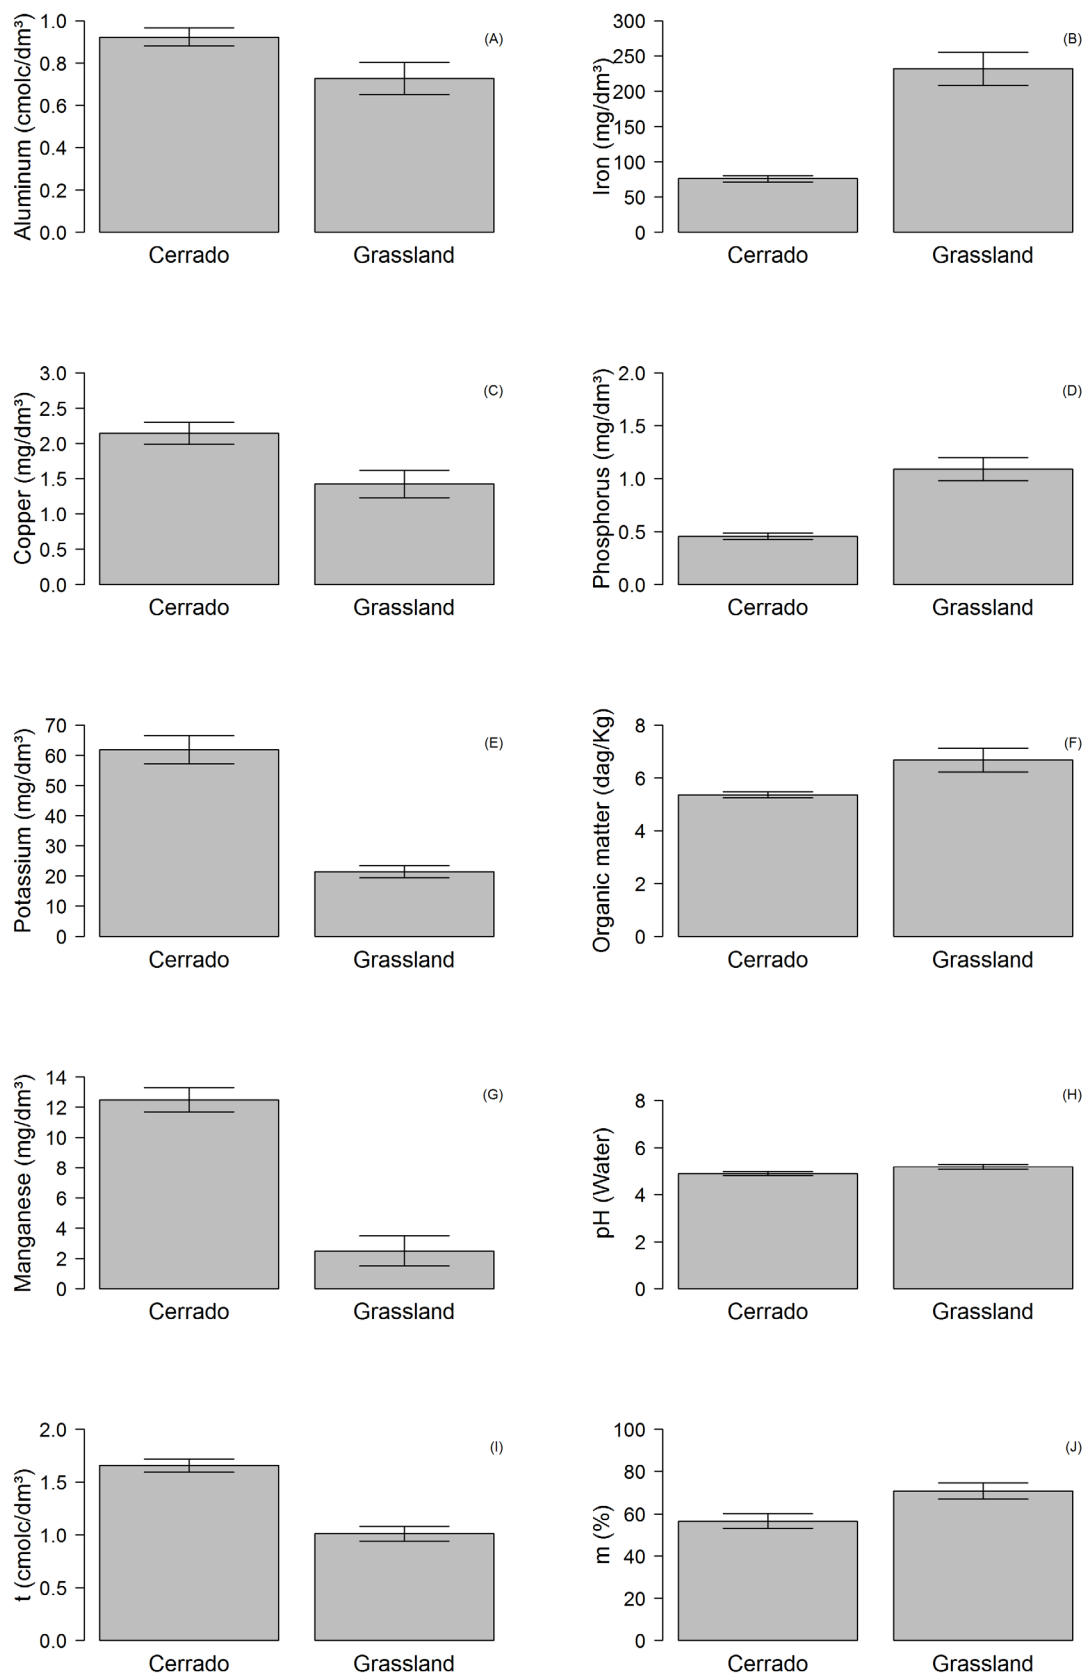 Aluminum (cmolc/dm³)
1.0
0.8
0.6
0.4
0.2
0.0
(A)
Cerrado Grassland
Iron (mg/dm³)
300
250
200
150
100
50
0
(B)
Cerrado Grassland
Copper (mg/dm³)
3.0
2.5
2.0
1.5
1.0
0.5
0.0
(C)
Cerrado Grassland
Phosphorus (mg/dm³)
2.0
1.5
1.0
0.5
0.0
(D)
Cerrado Grassland
Potassium (mg/dm³)
70
60
50
40
30
20
10
0
(E)
Cerrado Grassland
Organic matter (dag/Kg)
8
6
4
2
0
(F)
Cerrado Grassland
Manganese (mg/dm³)
14
12
10
8
6
4
2
0
(G)
Cerrado Grassland
pH (Water)
8
6
4
2
0
(H)
Cerrado Grassland
t (cmolc/dm³)
2.0
1.5
1.0
0.5
0.0
(I)
Cerrado Grassland
m (%)
100
80
60
40
20
0
(J)
Cerrado Grassland